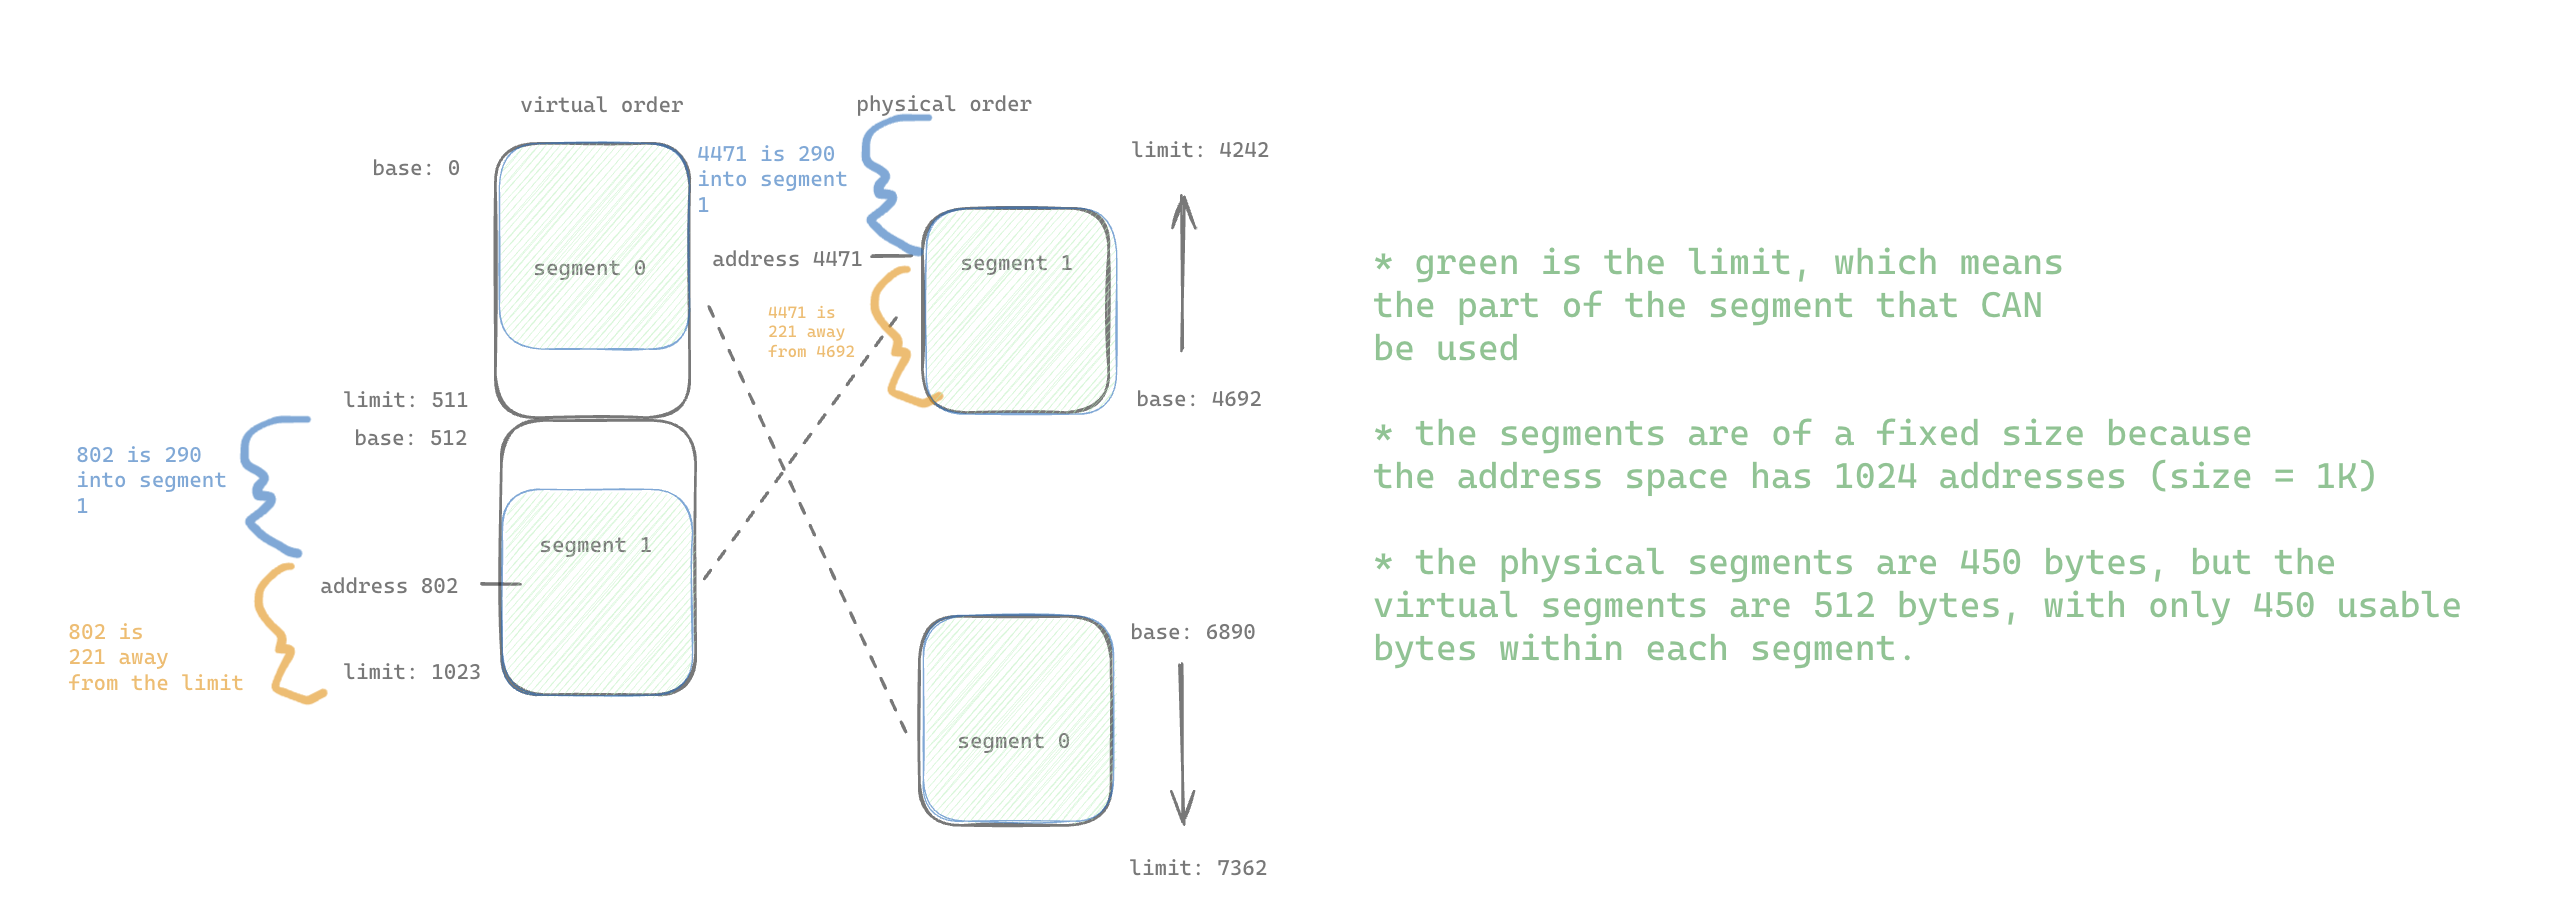 virtual order
physical order
base: 0
segment 0
limit: 511
base: 512
802 is 290
into segment
1
segment 1
address 802
802 is
221 away
from the limit
limit: 1023
4471 is 290
into segment
1
limit: 4242
address 4471
segment 1
4471 is
221 away
from 4692
base: 4692
base: 6890
segment 0
limit: 7362
* green is the limit, which means
the part of the segment that CAN
be used
* the segments are of a fixed size because
the address space has 1024 addresses (size = 1K)
* the physical segments are 450 bytes, but the
virtual segments are 512 bytes, with only 450 usable
bytes within each segment.